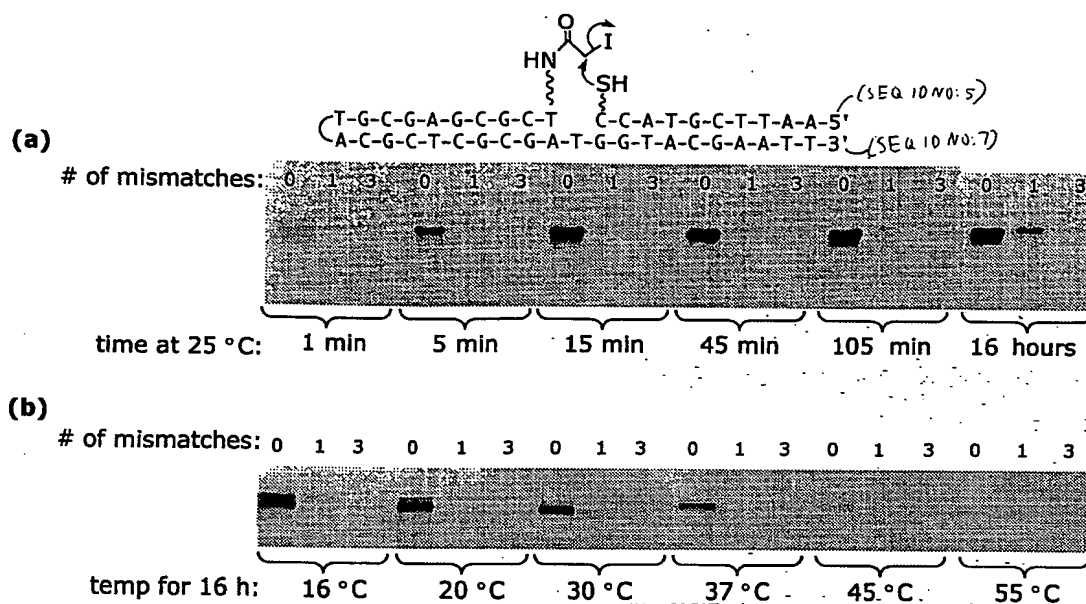 O
HN I
SH
T-G-C-G-A-G-C-G-C-T C-C-A-T-G-C-T-T-A-A-5' (SEQ ID NO: 5)
(a) A-C-G-C-T-C-G-C-G-A-T-G-G-T-A-C-G-A-A-T-T-3' (SEQ ID NO: 7)
# of mismatches: 0 1 3 0 1 3 0 1 3 0 1 3 0 1 3 0 1 3
time at 25 °C: 1 min 5 min 15 min 45 min 105 min 16 hours
(b)
# of mismatches: 0 1 3 0 1 3 0 1 3 0 1 3 0 1 3 0 1 3
temp for 16 h: 16 °C 20 °C 30 °C 37 °C 45 °C 55 °C